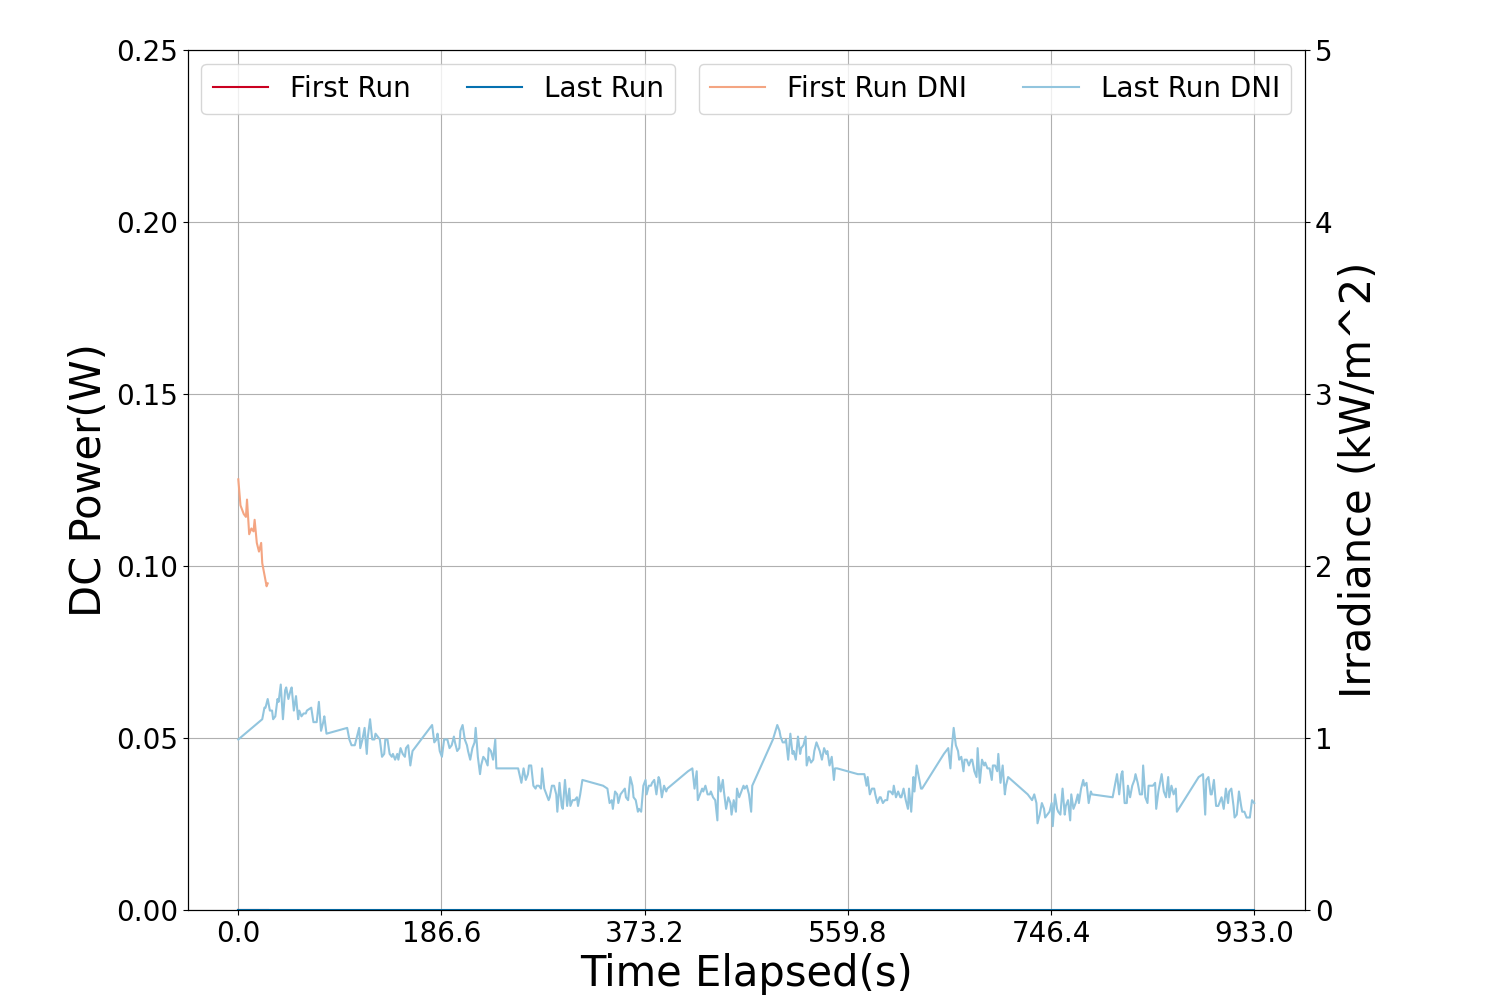 First Run
Last Run
First Run DNI
Last Run DNI
0.25
0.20
0.15
0.10
0.05
0.00
DC Power(W)
5
4
3
2
1
0
Irradiance (kW/m^2)
0.0 186.6 373.2 559.8 746.4 933.0
Time Elapsed(s)